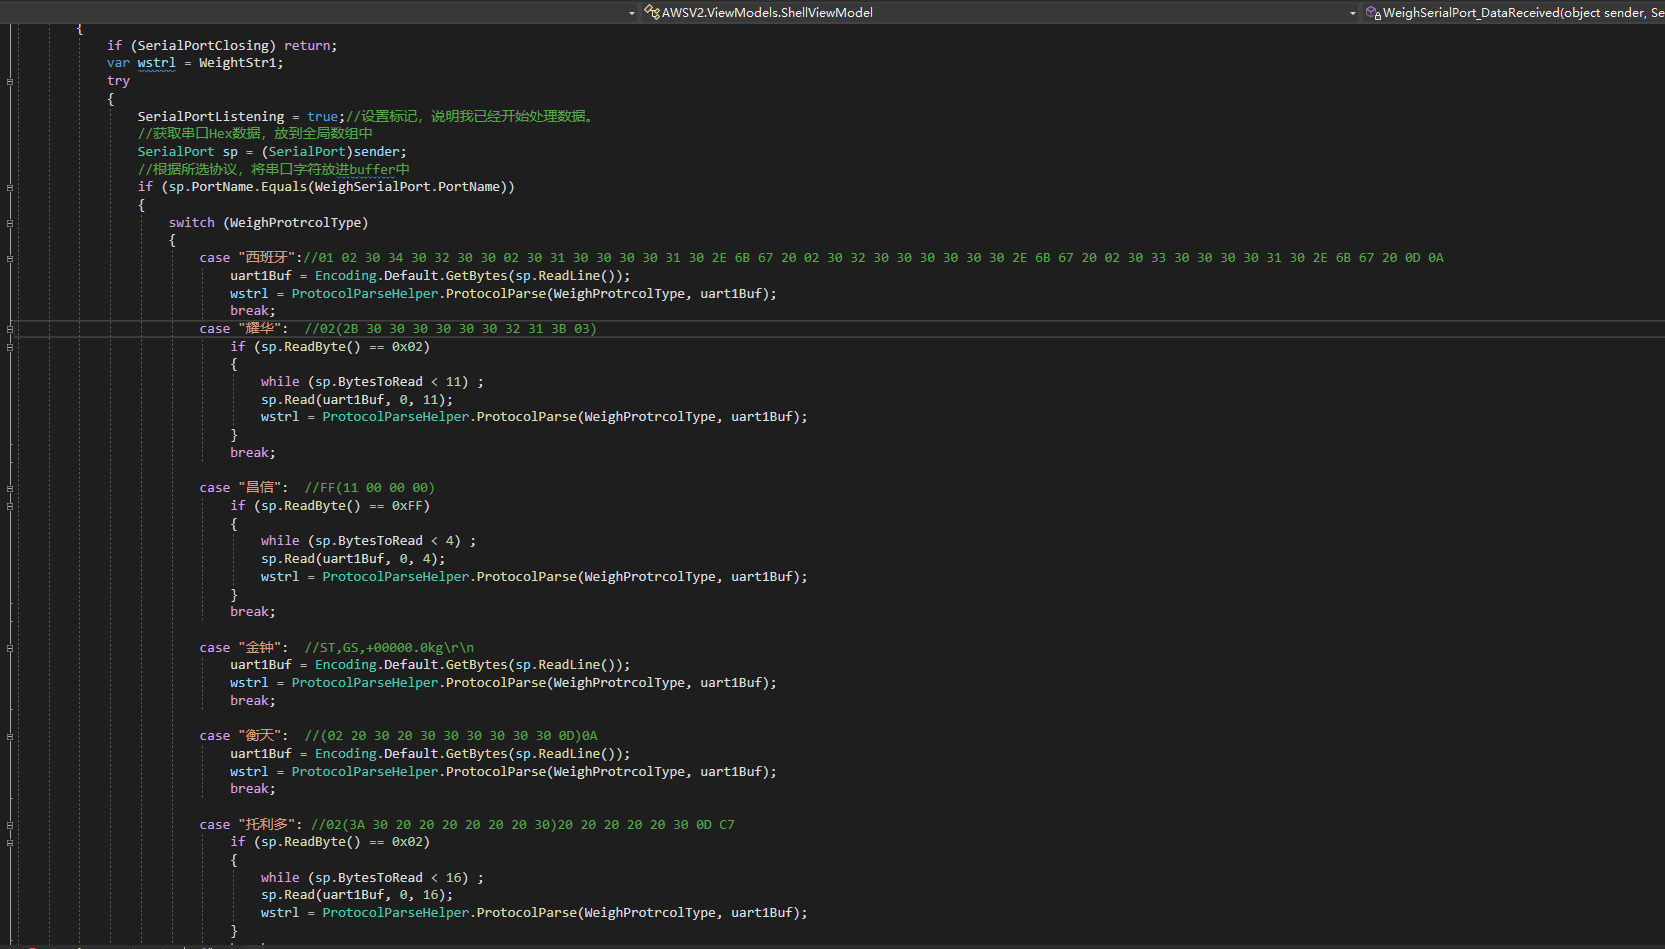 AWSV2.ViewModels.ShellViewModel WeighSerialPort_DataReceived(object sender, Se
{
if (SerialPortClosing) return;
var wstrl = WeightStr1;
try
{
SerialPortListening = true;//设置标记，说明我已经开始处理数据。
//获取串口Hex数据，放到全局数组中
SerialPort sp = (SerialPort)sender;
//根据所选协议，将串口字符放进buffer中
if (sp.PortName.Equals(WeighSerialPort.PortName))
{
switch (WeighProtrcolType)
{
case "西班牙"://01 02 30 34 30 32 30 30 02 30 31 30 30 30 30 31 30 2E 6B 67 20 02 30 32 30 30 30 30 30 30 2E 6B 67 20 02 30 33 30 30 30 30 31 30 2E 6B 67 20 0D 0A
uart1Buf = Encoding.Default.GetBytes(sp.ReadLine());
wstrl = ProtocolParseHelper.ProtocolParse(WeighProtrcolType, uart1Buf);
break;
case "耀华":  //02(2B 30 30 30 30 30 30 32 31 3B 03)
if (sp.ReadByte() == 0x02)
{
while (sp.BytesToRead < 11) ;
sp.Read(uart1Buf, 0, 11);
wstrl = ProtocolParseHelper.ProtocolParse(WeighProtrcolType, uart1Buf);
}
break;
case "昌信":  //FF(11 00 00 00)
if (sp.ReadByte() == 0xFF)
{
while (sp.BytesToRead < 4) ;
sp.Read(uart1Buf, 0, 4);
wstrl = ProtocolParseHelper.ProtocolParse(WeighProtrcolType, uart1Buf);
}
break;
case "金钟":  //ST,GS,+00000.0kg\r\n
uart1Buf = Encoding.Default.GetBytes(sp.ReadLine());
wstrl = ProtocolParseHelper.ProtocolParse(WeighProtrcolType, uart1Buf);
break;
case "衡天":  //(02 20 30 20 30 30 30 30 30 30 0D)0A
uart1Buf = Encoding.Default.GetBytes(sp.ReadLine());
wstrl = ProtocolParseHelper.ProtocolParse(WeighProtrcolType, uart1Buf);
break;
case "托利多": //02(3A 30 20 20 20 20 20 20 30)20 20 20 20 20 30 0D C7
if (sp.ReadByte() == 0x02)
{
while (sp.BytesToRead < 16) ;
sp.Read(uart1Buf, 0, 16);
wstrl = ProtocolParseHelper.ProtocolParse(WeighProtrcolType, uart1Buf);
}